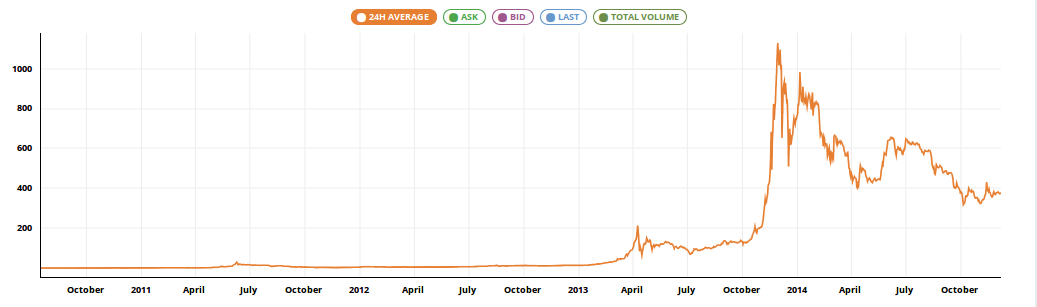 24H AVERAGE ASK BID LAST TOTAL VOLUME
1000
800
600
400
200
October 2011 April July October 2012 April July October 2013 April July October 2014 April July October